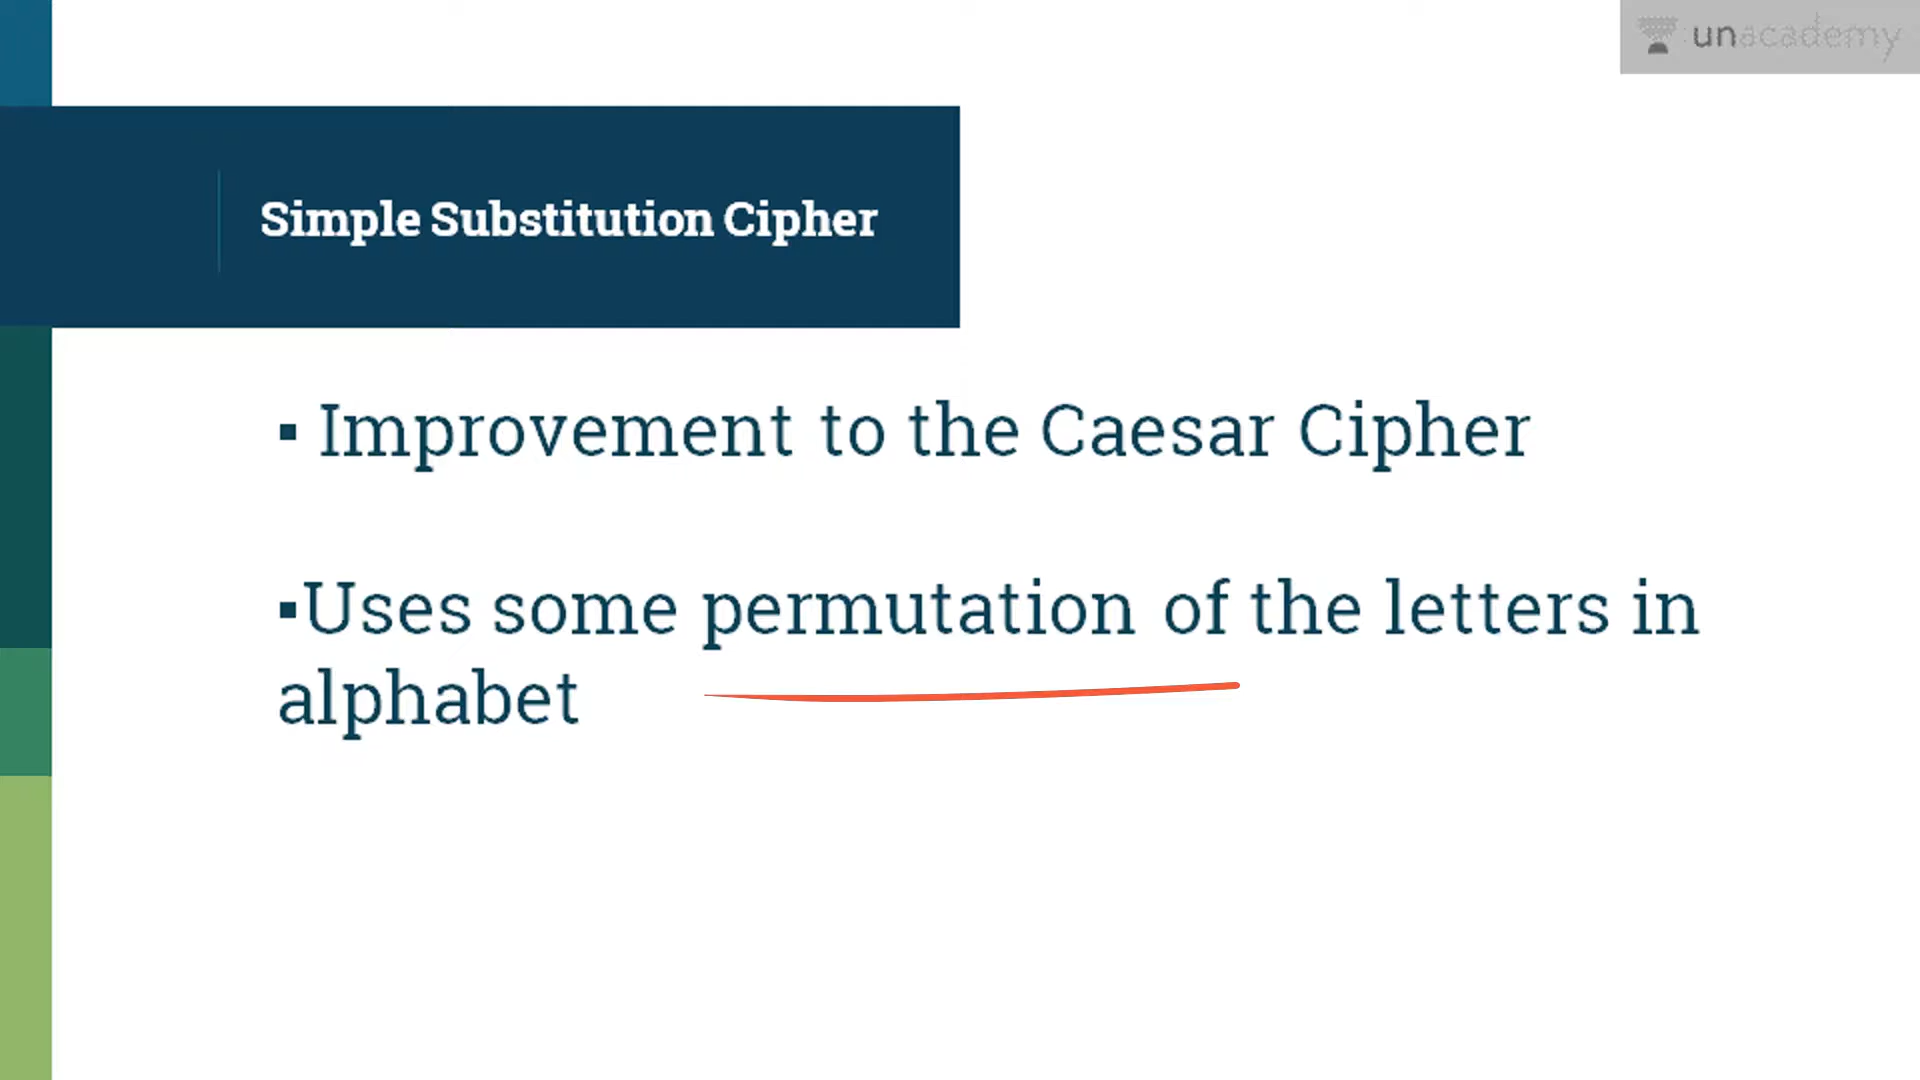 unacademy
Simple Substitution Cipher
▪ Improvement to the Caesar Cipher
▪Uses some permutation of the letters in
alphabet